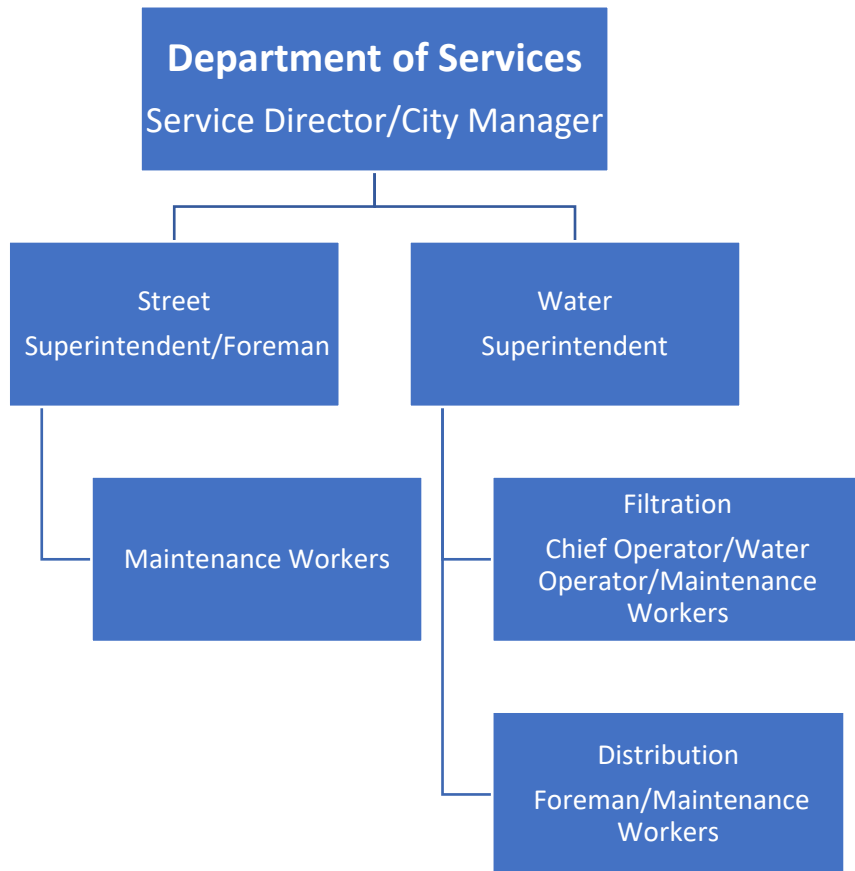 Department of Services
Service Director/City Manager
Street
Superintendent/Foreman
Water
Superintendent
Maintenance Workers
Filtration
Chief Operator/Water
Operator/Maintenance
Workers
Distribution
Foreman/Maintenance
Workers